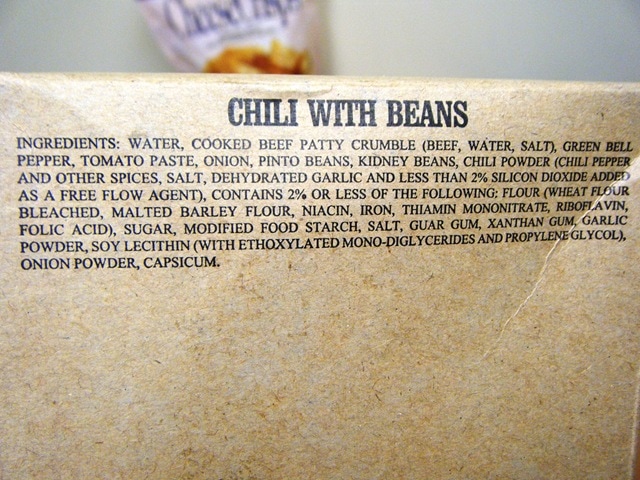 Cheese Crisps
CHILI WITH BEANS
INGREDIENTS: WATER, COOKED BEEF PATTY CRUMBLE (BEEF, WATER, SALT), GREEN BELL
PEPPER, TOMATO PASTE, ONION, PINTO BEANS, KIDNEY BEANS, CHILI POWDER (CHILI PEPPER
AND OTHER SPICES, SALT, DEHYDRATED GARLIC AND LESS THAN 2% SILICON DIOXIDE ADDED
AS A FREE FLOW AGENT), CONTAINS 2% OR LESS OF THE FOLLOWING: FLOUR (WHEAT FLOUR
BLEACHED, MALTED BARLEY FLOUR, NIACIN, IRON, THIAMIN MONONITRATE, RIBOFLAVIN,
FOLIC ACID), SUGAR, MODIFIED FOOD STARCH, SALT, GUAR GUM, XANTHAN GUM, GARLIC
POWDER, SOY LECITHIN (WITH ETHOXYLATED MONO-DIGLYCERIDES AND PROPYLENE GLYCOL),
ONION POWDER, CAPSICUM.